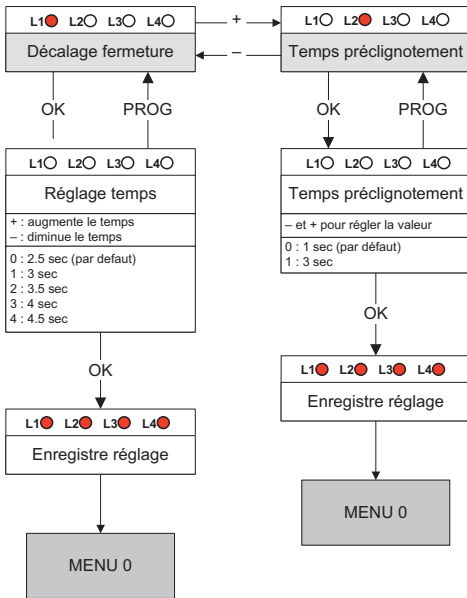 L1 L2 L3 L4
Décalage fermeture
+
–
L1 L2 L3 L4
Temps préclignotement
OK
PROG
OK
PROG
L1 L2 L3 L4
Réglage temps
+ : augmente le temps
– : diminue le temps
0 : 2.5 sec (par defaut)
1 : 3 sec
2 : 3.5 sec
3 : 4 sec
4 : 4.5 sec
L1 L2 L3 L4
Temps préclignotement
– et + pour régler la valeur
0 : 1 sec (par défaut)
1 : 3 sec
OK
L1 L2 L3 L4
Enregistre réglage
MENU 0
OK
L1 L2 L3 L4
Enregistre réglage
MENU 0